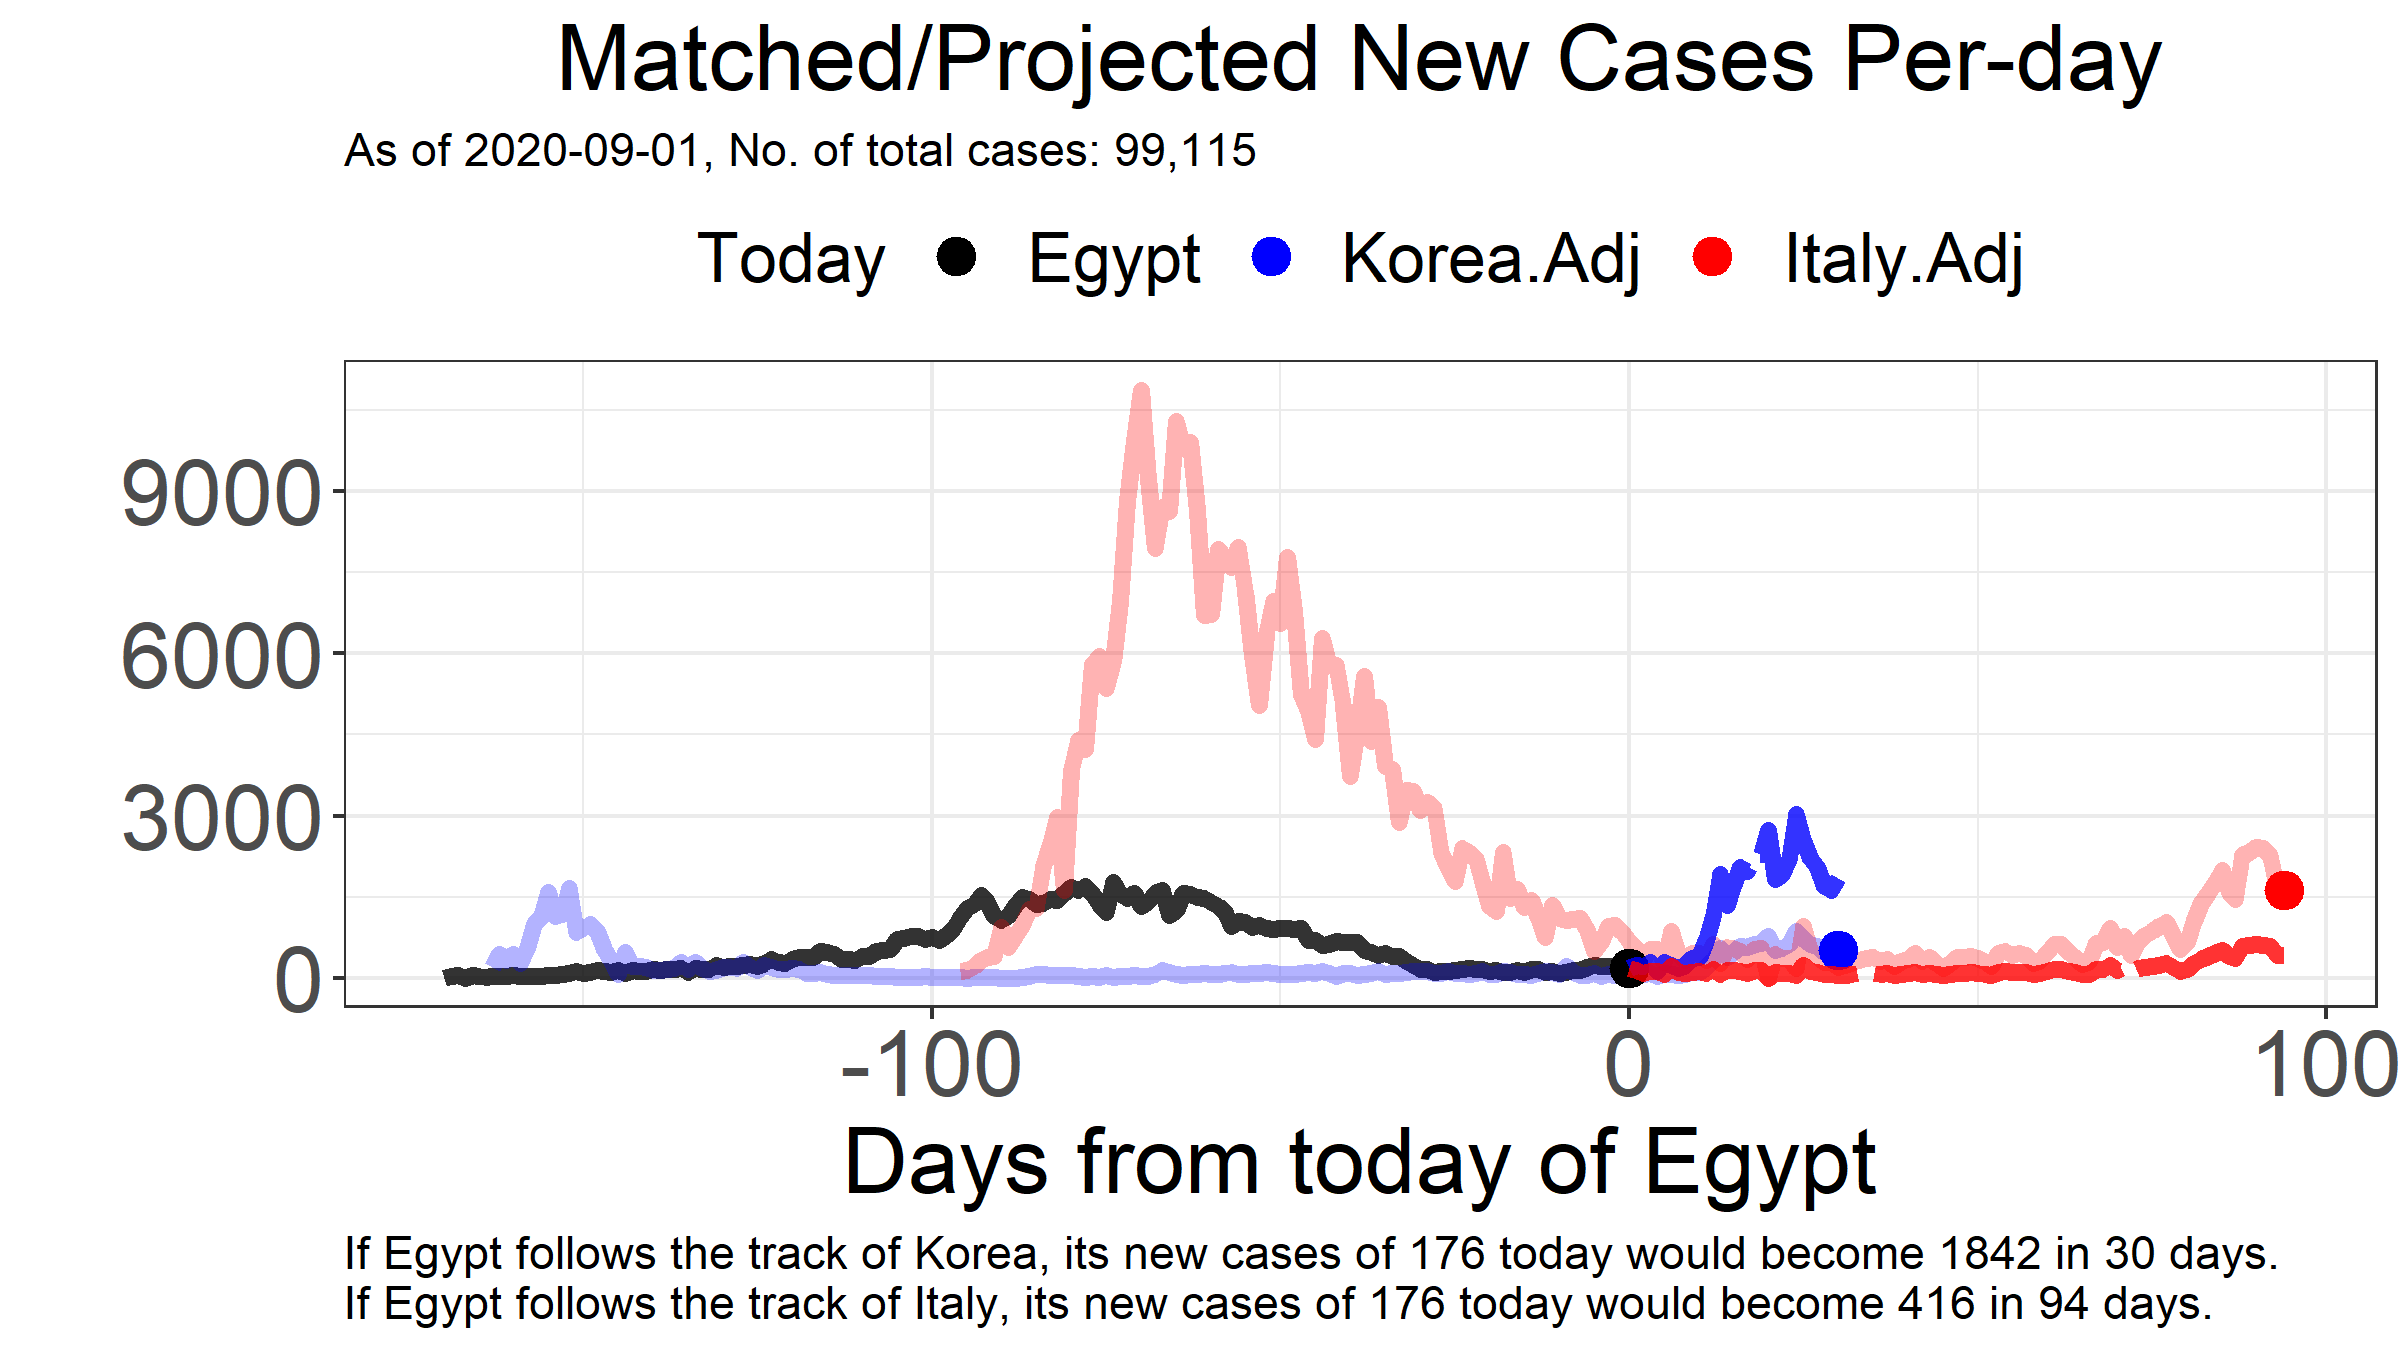 Matched/Projected New Cases Per-day
As of 2020-09-01, No. of total cases: 99,115
Today Egypt Korea.Adj Italy.Adj
9000
6000
3000
0
-100 0 100
Days from today of Egypt
If Egypt follows the track of Korea, its new cases of 176 today would become 1842 in 30 days.
If Egypt follows the track of Italy, its new cases of 176 today would become 416 in 94 days.